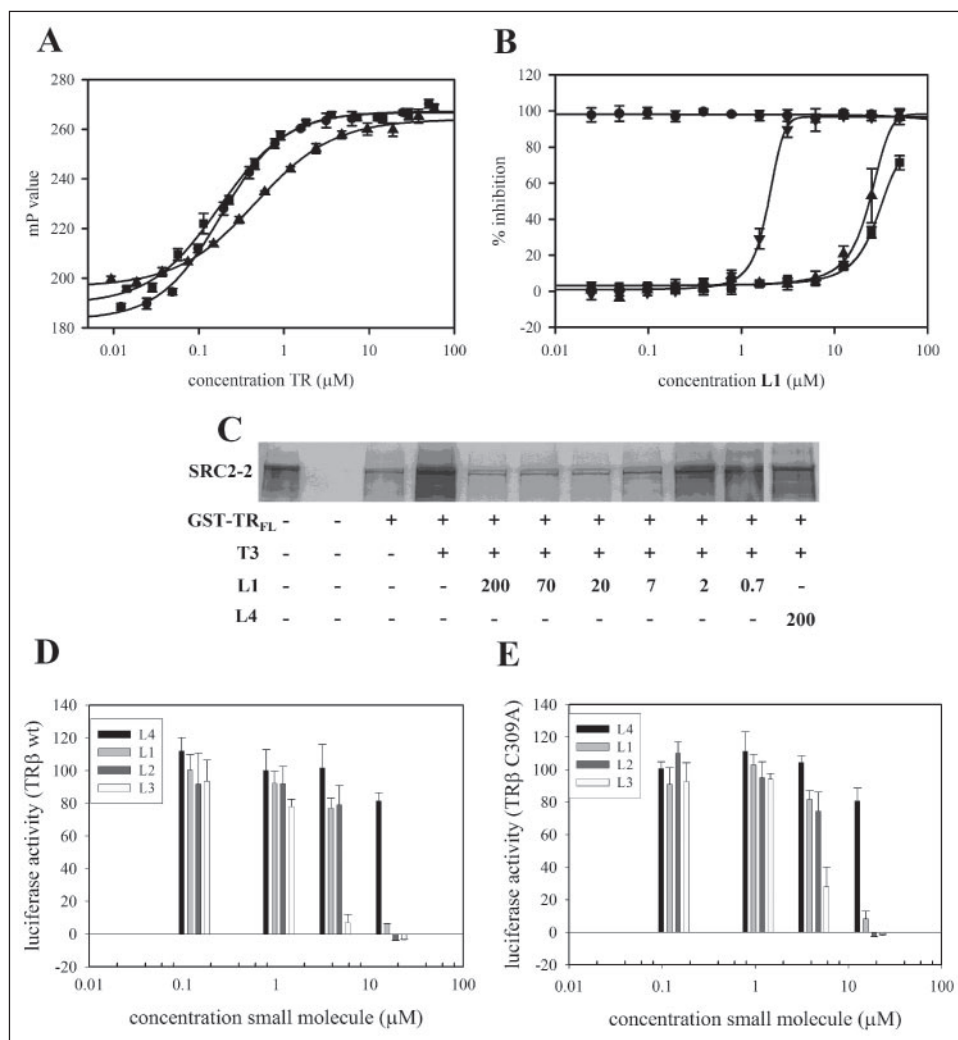 A
B
280
260
240
220
200
180
mP value
0.01 0.1 1 10 100
concentration TR (µM)
120
100
80
60
40
20
0
-20
% inhibition
0.01 0.1 1 10 100
concentration L1 (µM)
C
SRC2-2
GST-TRFL - - + + + + + + + + +
T3 - - - + + + + + + + +
L1 - - - - 200 70 20 7 2 0.7 -
L4 - - - - - - - - - - 200
D
E
140
120
100
80
60
40
20
0
-20
luciferase activity (TRβ wt)
L4
L1
L2
L3
0.01 0.1 1 10 100
concentration small molecule (µM)
140
120
100
80
60
40
20
0
-20
luciferase activity (TRβ C309A)
L4
L1
L2
L3
0.01 0.1 1 10 100
concentration small molecule (µM)